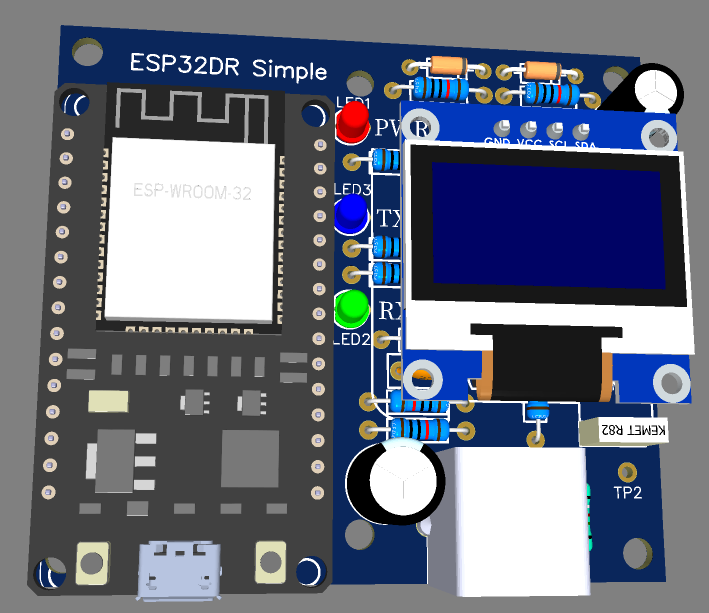 ESP32DR Simple
LED1
PWR
GND VCC SCL SDA
ESP-WROOM-32
LED3
TX
RX
LED2
KEMET R82
TP2